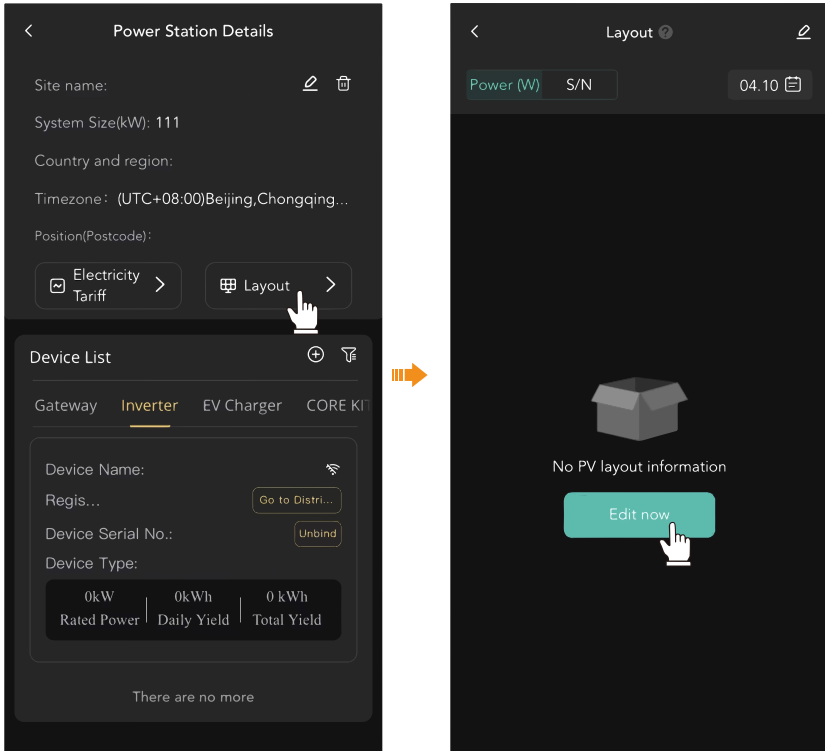 Power Station Details
Site name:
System Size(kW): 111
Country and region:
Timezone: (UTC+08:00)Beijing,Chongqing...
Position(Postcode):
Electricity
Tariff
Layout
Device List
Gateway Inverter EV Charger CORE KIT
Device Name:
Regis... Go to Distri...
Device Serial No.: Unbind
Device Type:
0kW 0kWh 0 kWh
Rated Power Daily Yield Total Yield
There are no more
Layout
Power (W) S/N 04.10
No PV layout information
Edit now